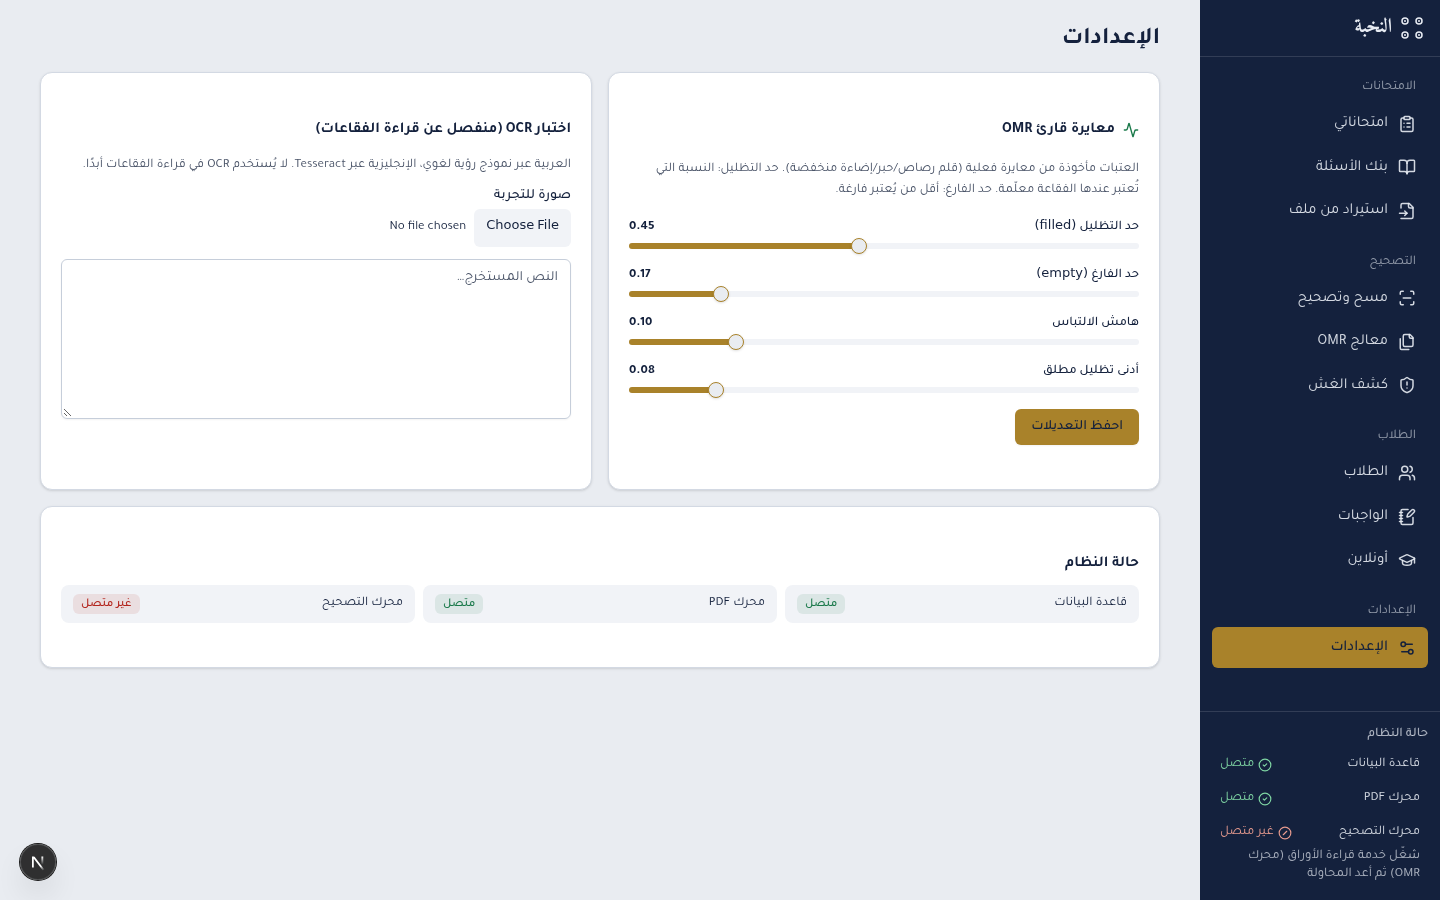 النخبة
الامتحانات
امتحاناتي
بنك الأسئلة
استيراد من ملف
التصحيح
مسح وتصحيح
معالج OMR
كشف الغش
الطلاب
الطلاب
الواجبات
أونلاين
الإعدادات
الإعدادات
حالة النظام
قاعدة البيانات متصل
محرك PDF متصل
محرك التصحيح غير متصل
شغّل خدمة قراءة الأوراق (محرك
OMR) ثم أعد المحاولة
الإعدادات
معايرة قارئ OMR
العتبات مأخوذة من معايرة فعلية (قلم رصاص/حبر/إضاءة منخفضة). حد التظليل: النسبة التي
تُعتبر عندها الفقاعة معلّمة. حد الفارغ: أقل من يُعتبر فارغة.
حد التظليل (filled) 0.45
حد الفارغ (empty) 0.17
هامش الالتباس 0.10
أدنى تظليل مطلق 0.08
احفظ التعديلات
اختبار OCR (منفصل عن قراءة الفقاعات)
العربية عبر نموذج رؤية لغوي، الإنجليزية عبر Tesseract. لا يُستخدم OCR في قراءة الفقاعات أبدًا.
صورة للتجربة
Choose File No file chosen
النص المستخرج…
حالة النظام
قاعدة البيانات متصل
محرك PDF متصل
محرك التصحيح غير متصل
N